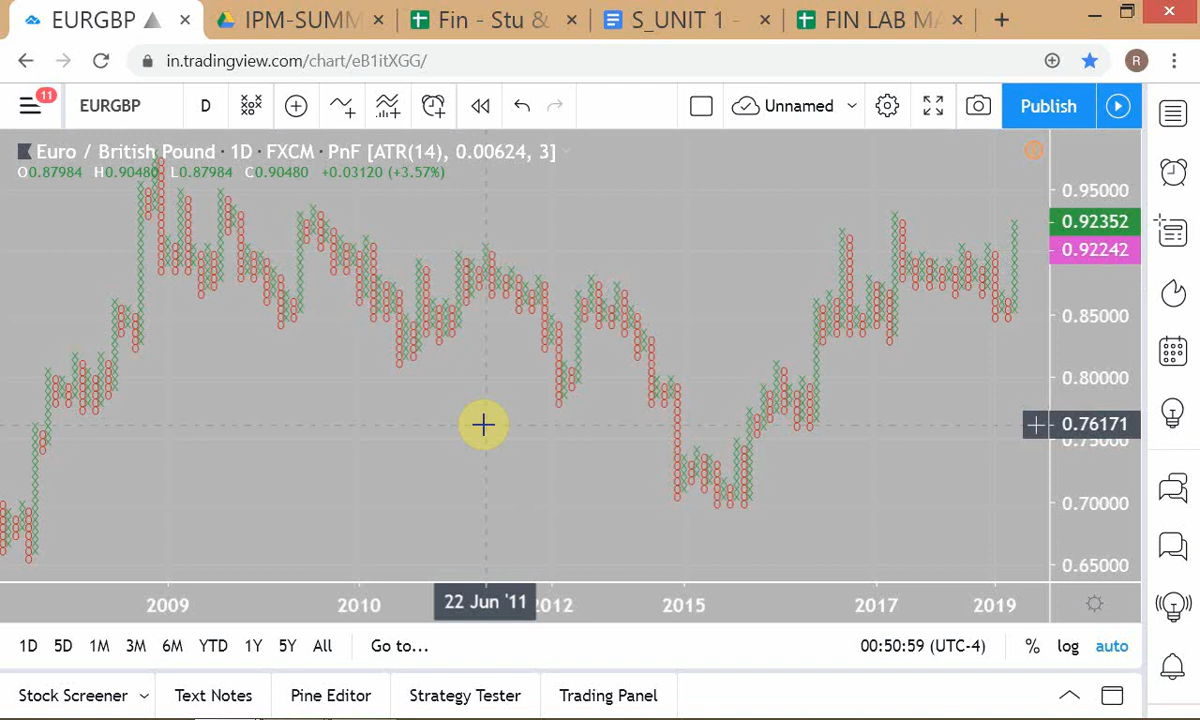 EURGBP
IPM-SUMM
Fin - Stu &
S_UNIT 1 -
FIN LAB MA
in.tradingview.com/chart/eB1itXGG/
R
11
EURGBP
D
Unnamed
Publish
Euro / British Pound · 1D · FXCM · PnF [ATR(14), 0.00624, 3]
O0.87984 H0.90480 L0.87984 C0.90480 +0.03120 (+3.57%)
0.95000
0.92352
0.92242
0.85000
0.80000
0.76171
0.75000
0.70000
0.65000
2009
2010
22 Jun '11
2012
2015
2017
2019
1D 5D 1M 3M 6M YTD 1Y 5Y All Go to...
00:50:59 (UTC-4) % log auto
Stock Screener Text Notes Pine Editor Strategy Tester Trading Panel